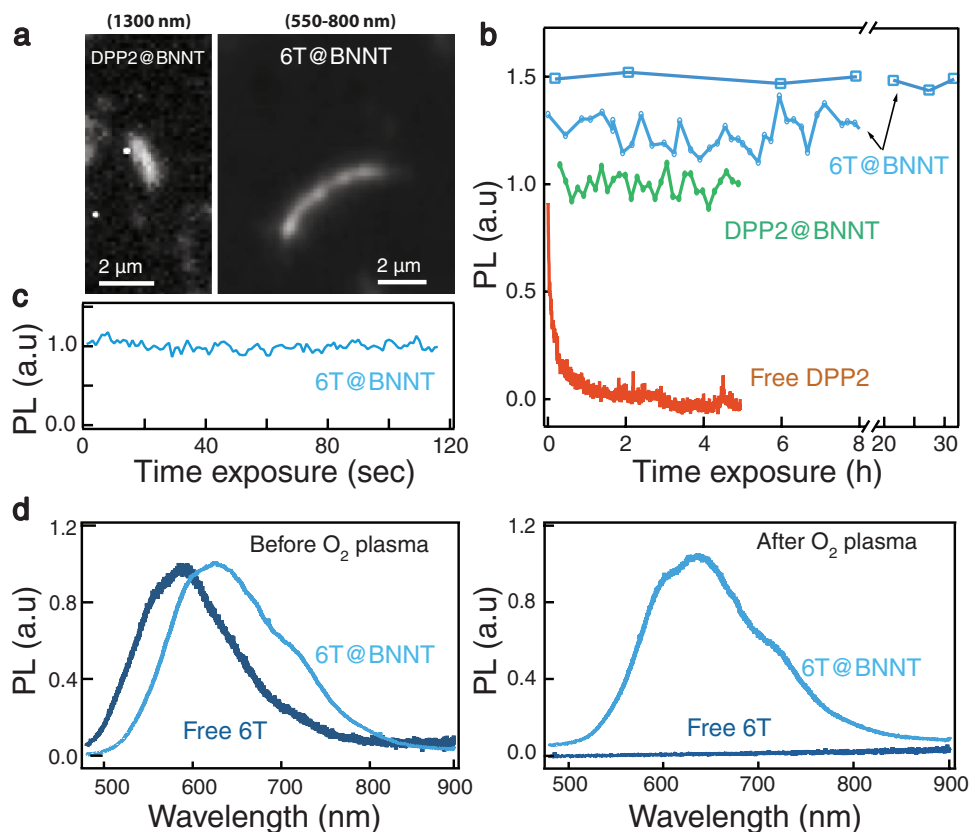 (1300 nm)
(550-800 nm)
a
DPP2@BNNT
6T@BNNT
2 µm
2 µm
b
1.5
1.0
0.5
0.0
PL (a.u)
6T@BNNT
DPP2@BNNT
Free DPP2
0
2
4
6
8
20
30
Time exposure (h)
c
1.0
0.0
PL (a.u)
6T@BNNT
0
40
80
120
Time exposure (sec)
d
1.2
0.8
0.4
0.0
PL (a.u)
Before O2 plasma
6T@BNNT
Free 6T
500
600
700
800
900
Wavelength (nm)
1.2
0.8
0.4
0.0
PL (a.u)
After O2 plasma
6T@BNNT
Free 6T
500
600
700
800
900
Wavelength (nm)